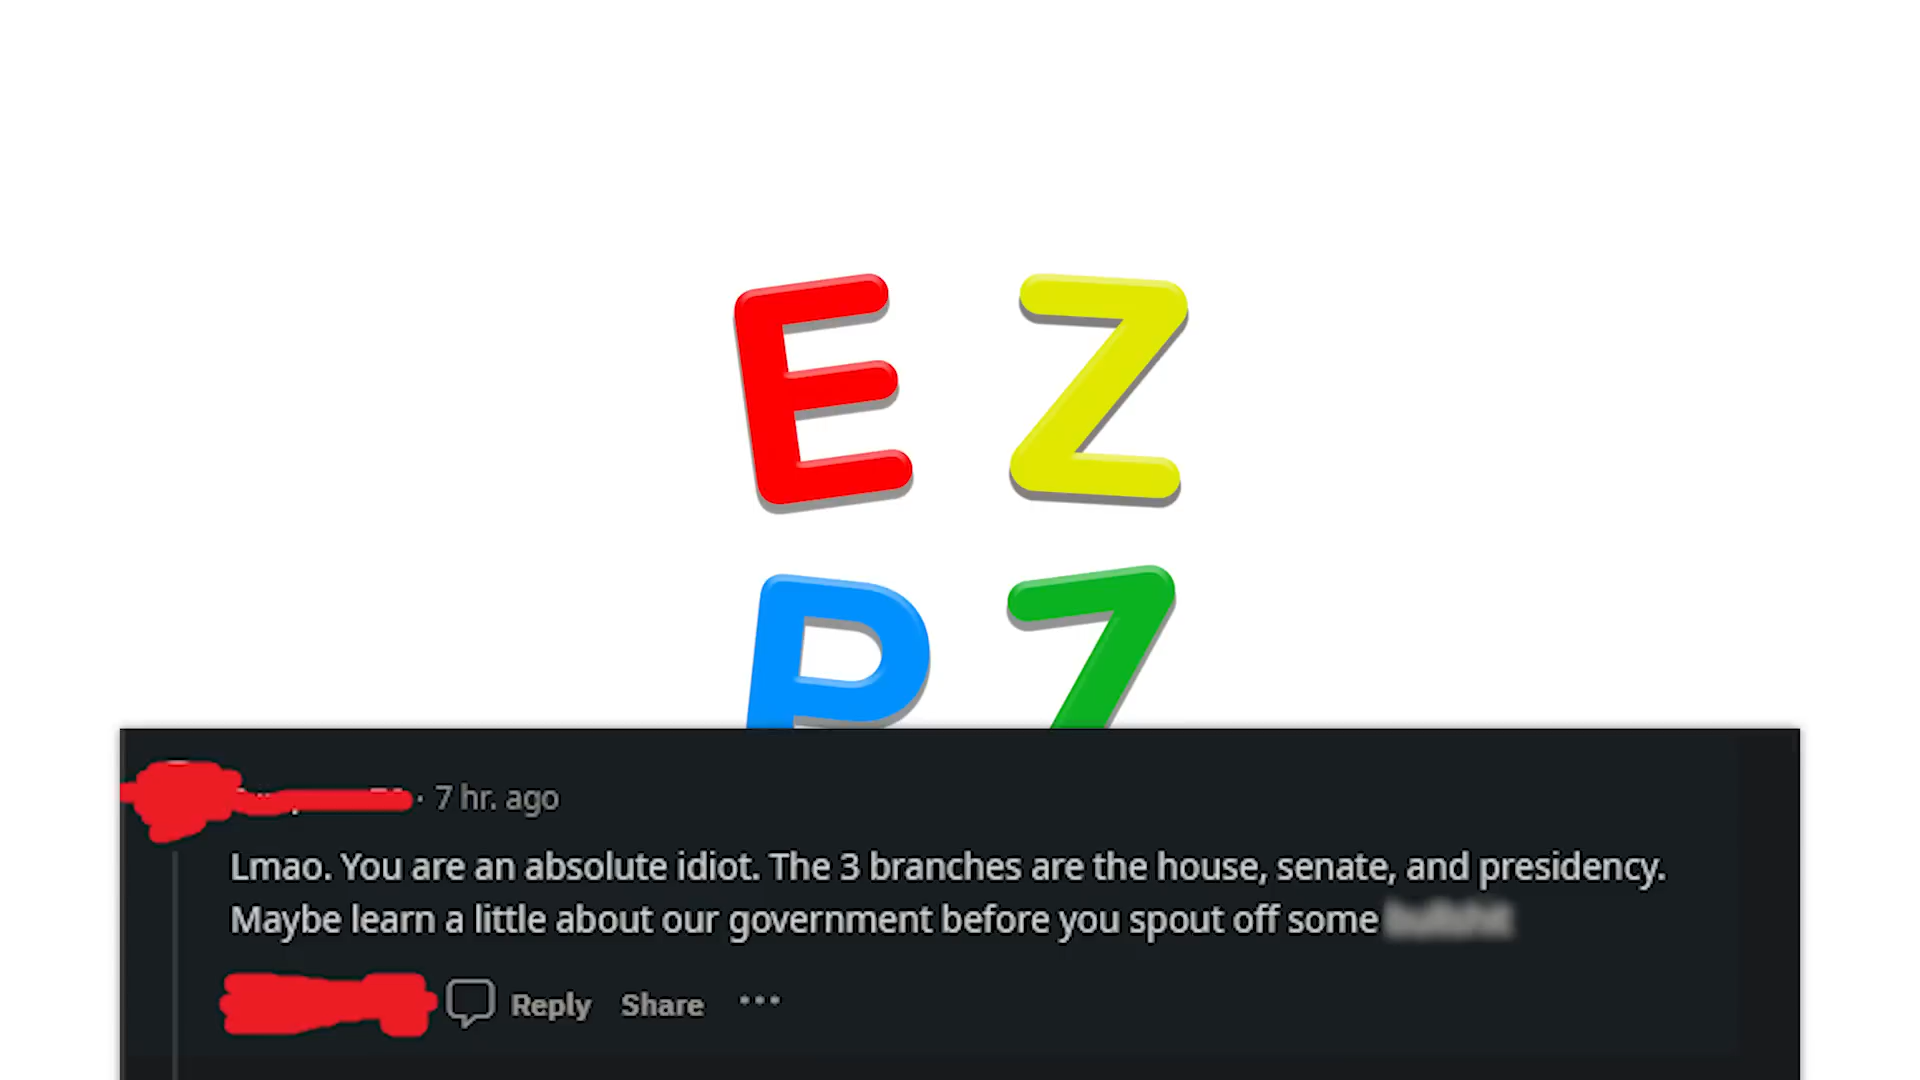 E Z
P Z
· 7 hr. ago
Lmao. You are an absolute idiot. The 3 branches are the house, senate, and presidency.
Maybe learn a little about our government before you spout off some
Reply Share ...